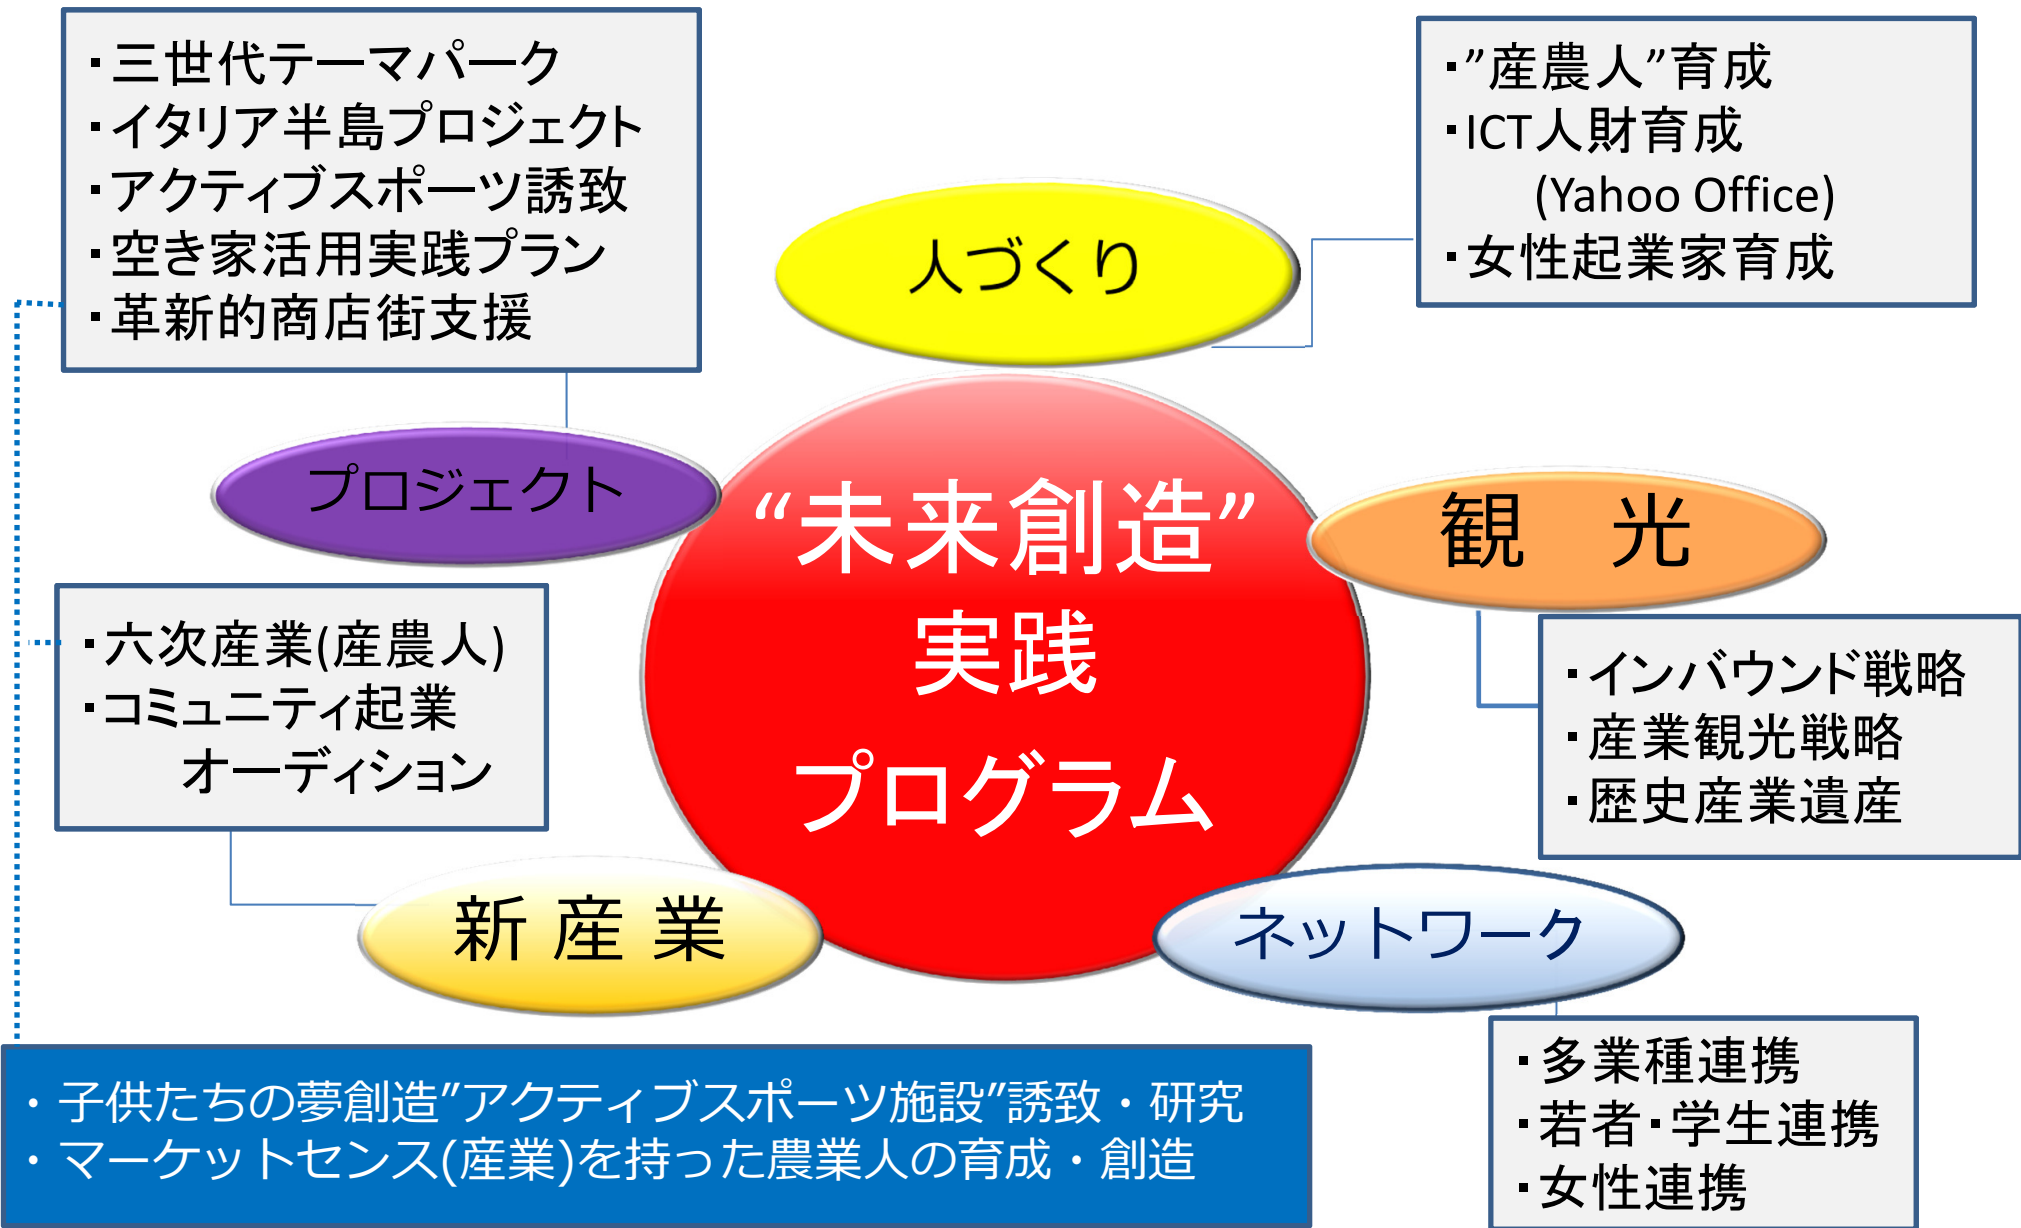 ・三世代テーマパーク
・イタリア半島プロジェクト
・アクティブスポーツ誘致
・空き家活用実践プラン
・革新的商店街支援
・”産農人”育成
・ICT人財育成
(Yahoo Office)
・女性起業家育成
人づくり
プロジェクト
“未来創造”
実践
プログラム
観　光
・六次産業(産農人)
・コミュニティ起業
オーディション
・インバウンド戦略
・産業観光戦略
・歴史産業遺産
新 産 業
ネットワーク
・子供たちの夢創造”アクティブスポーツ施設”誘致・研究
・マーケットセンス(産業)を持った農業人の育成・創造
・多業種連携
・若者・学生連携
・女性連携